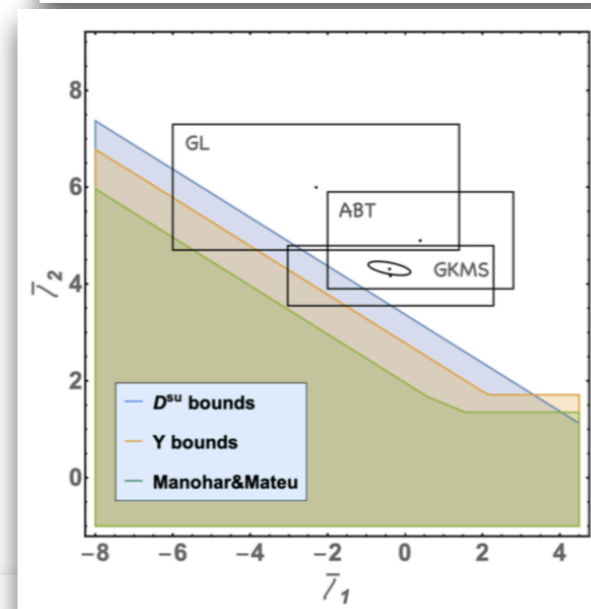 8
GL
6
ABT
4
GKMS
l̄2
2
Dsu bounds
Y bounds
Manohar&Mateu
0
−8 −6 −4 −2 0 2 4
l̄1